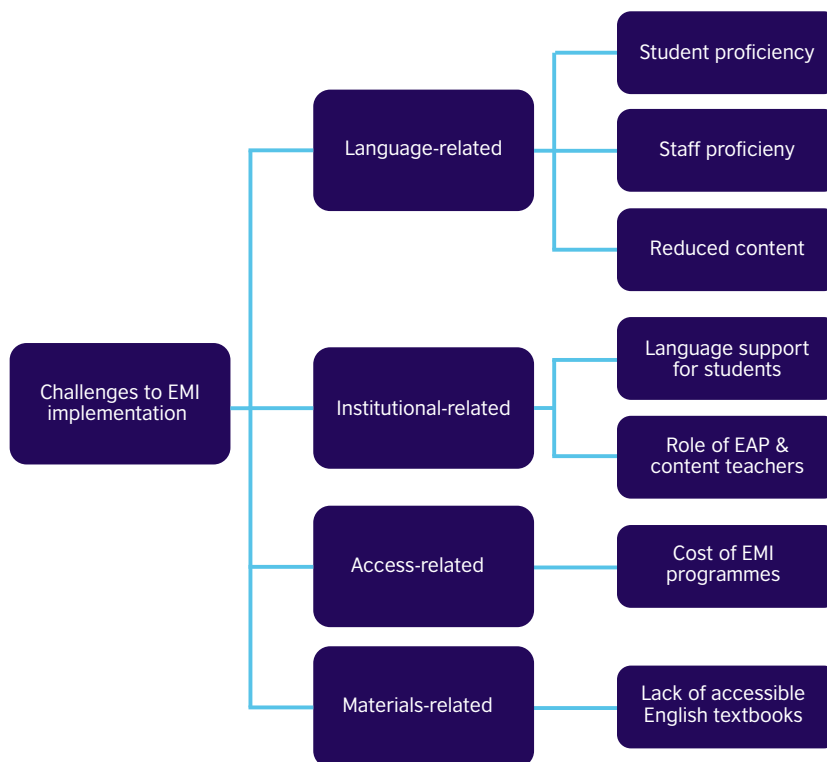 Challenges to EMI
implementation
Language-related
Student proficiency
Staff proficieny
Reduced content
Institutional-related
Language support
for students
Role of EAP &
content teachers
Access-related
Cost of EMI
programmes
Materials-related
Lack of accessible
English textbooks